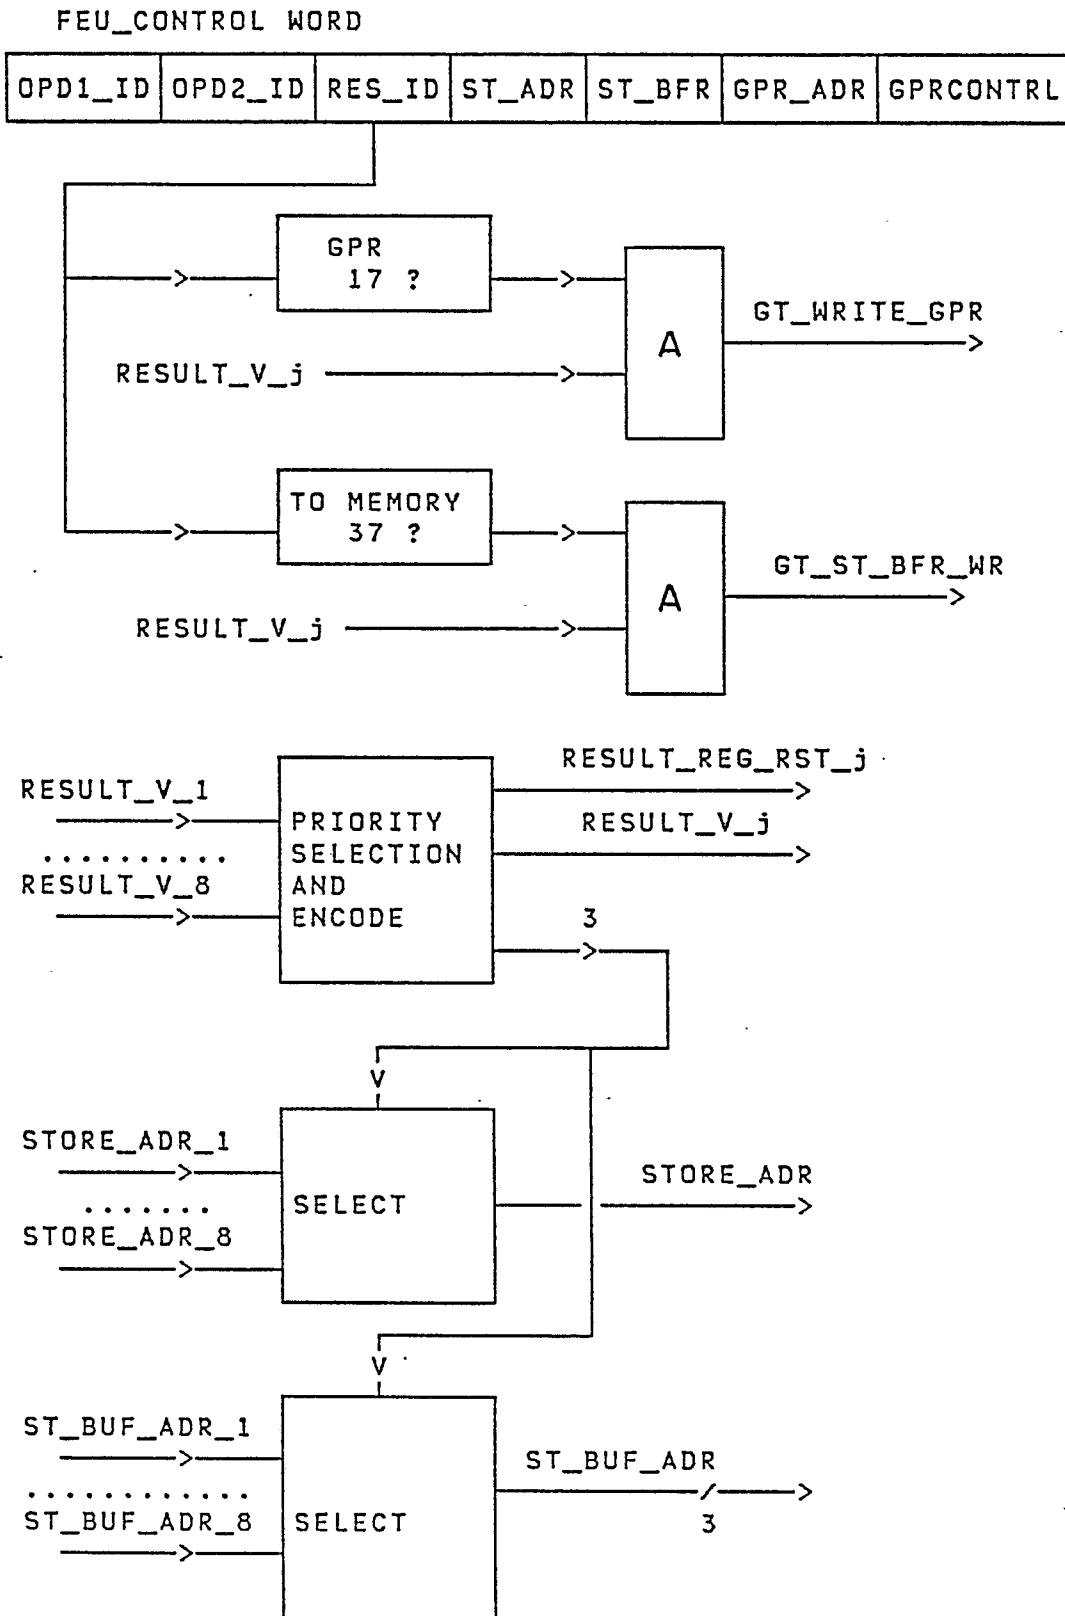 FEU_CONTROL WORD
OPD1_ID OPD2_ID RES_ID ST_ADR ST_BFR GPR_ADR GPRCONTRL
GPR
17 ?
GT_WRITE_GPR
A
RESULT_V_j
TO MEMORY
37 ?
GT_ST_BFR_WR
A
RESULT_V_j
RESULT_REG_RST_j
RESULT_V_1
RESULT_V_j
PRIORITY
SELECTION
AND
ENCODE
..........
RESULT_V_8
3
V
STORE_ADR_1
STORE_ADR
SELECT
.......
STORE_ADR_8
V
ST_BUF_ADR_1
ST_BUF_ADR
............
ST_BUF_ADR_8
SELECT
3